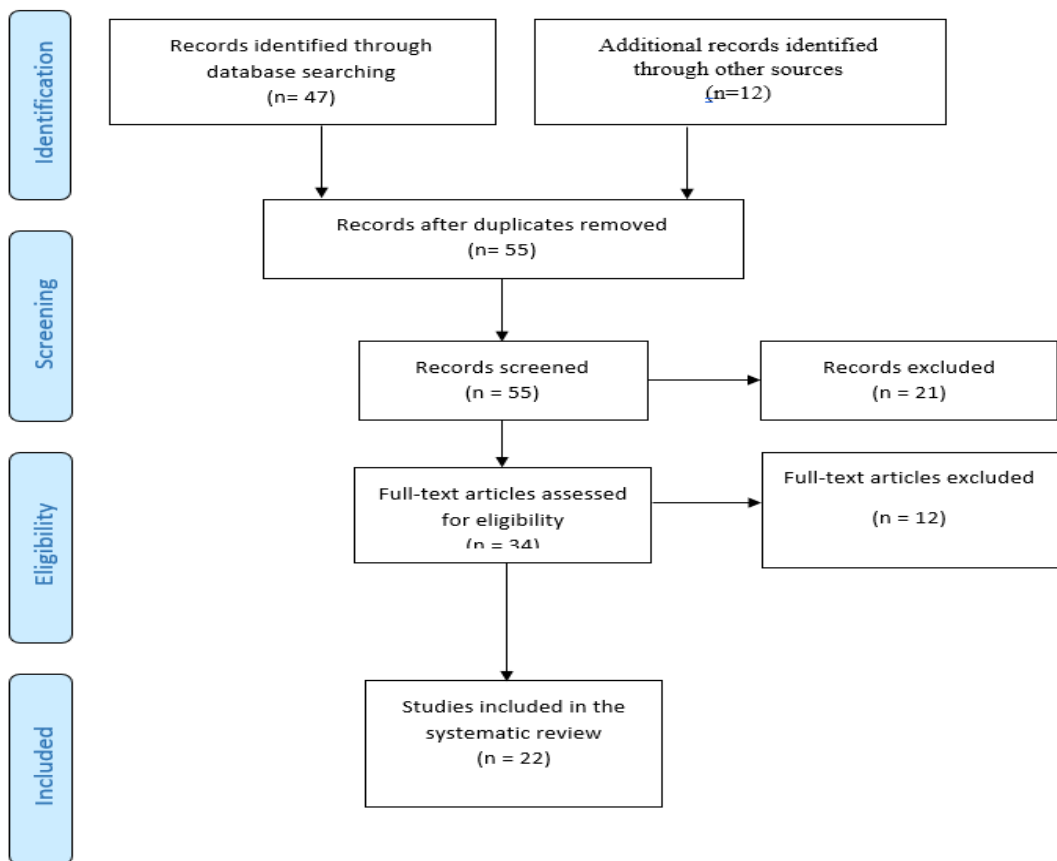 Identification
Records identified through
database searching
(n= 47)
Additional records identified
through other sources
(n=12)
Records after duplicates removed
(n= 55)
Screening
Records screened
(n = 55)
Records excluded
(n = 21)
Eligibility
Full-text articles assessed
for eligibility
(n = 34)
Full-text articles excluded
(n = 12)
Included
Studies included in the
systematic review
(n = 22)